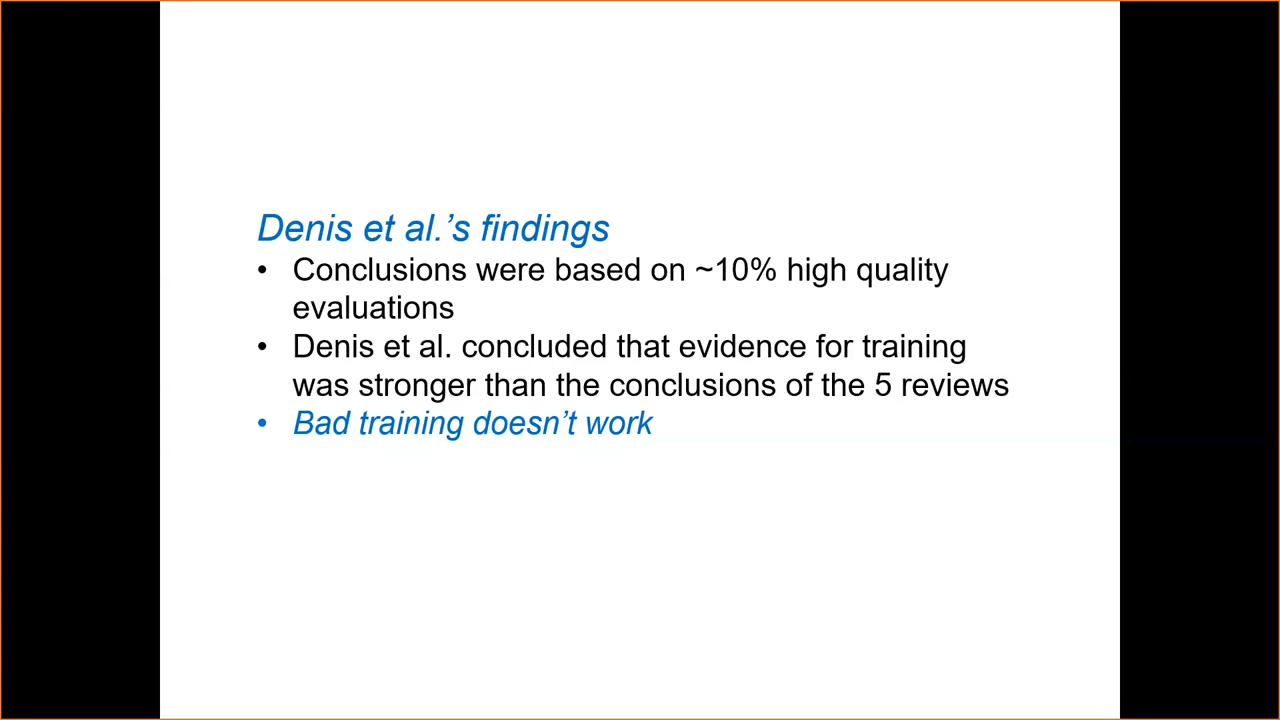 Denis et al.’s findings
• Conclusions were based on ~10% high quality
evaluations
• Denis et al. concluded that evidence for training
was stronger than the conclusions of the 5 reviews
• Bad training doesn’t work